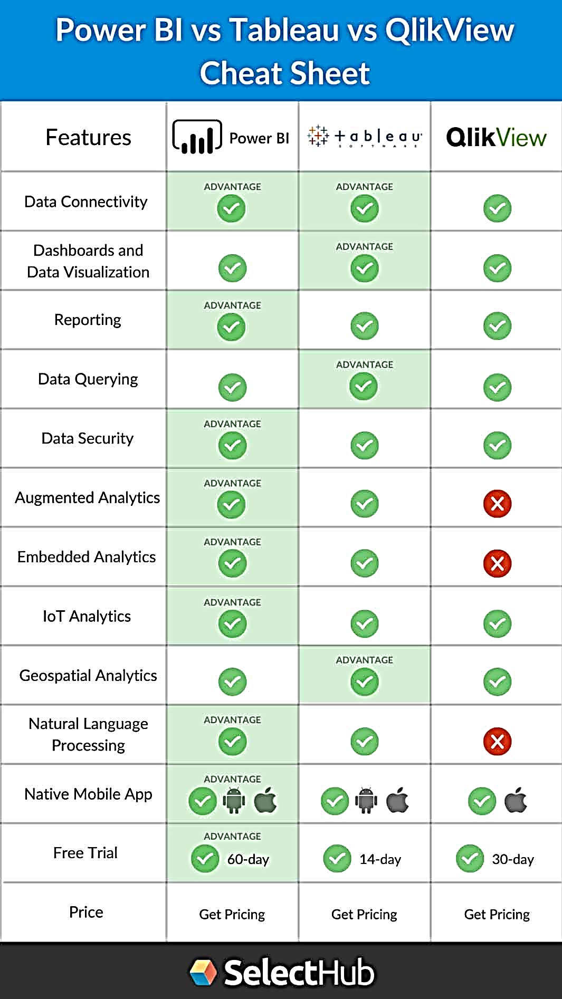 Power BI vs Tableau vs QlikView
Cheat Sheet
Features
Power BI
tableau
SOFTWARE
QlikView
Data Connectivity
ADVANTAGE
ADVANTAGE
Dashboards and
Data Visualization
ADVANTAGE
Reporting
ADVANTAGE
Data Querying
ADVANTAGE
Data Security
ADVANTAGE
Augmented Analytics
ADVANTAGE
Embedded Analytics
ADVANTAGE
IoT Analytics
ADVANTAGE
Geospatial Analytics
ADVANTAGE
Natural Language
Processing
ADVANTAGE
Native Mobile App
ADVANTAGE
Free Trial
ADVANTAGE
60-day
14-day
30-day
Price
Get Pricing
Get Pricing
Get Pricing
SelectHub